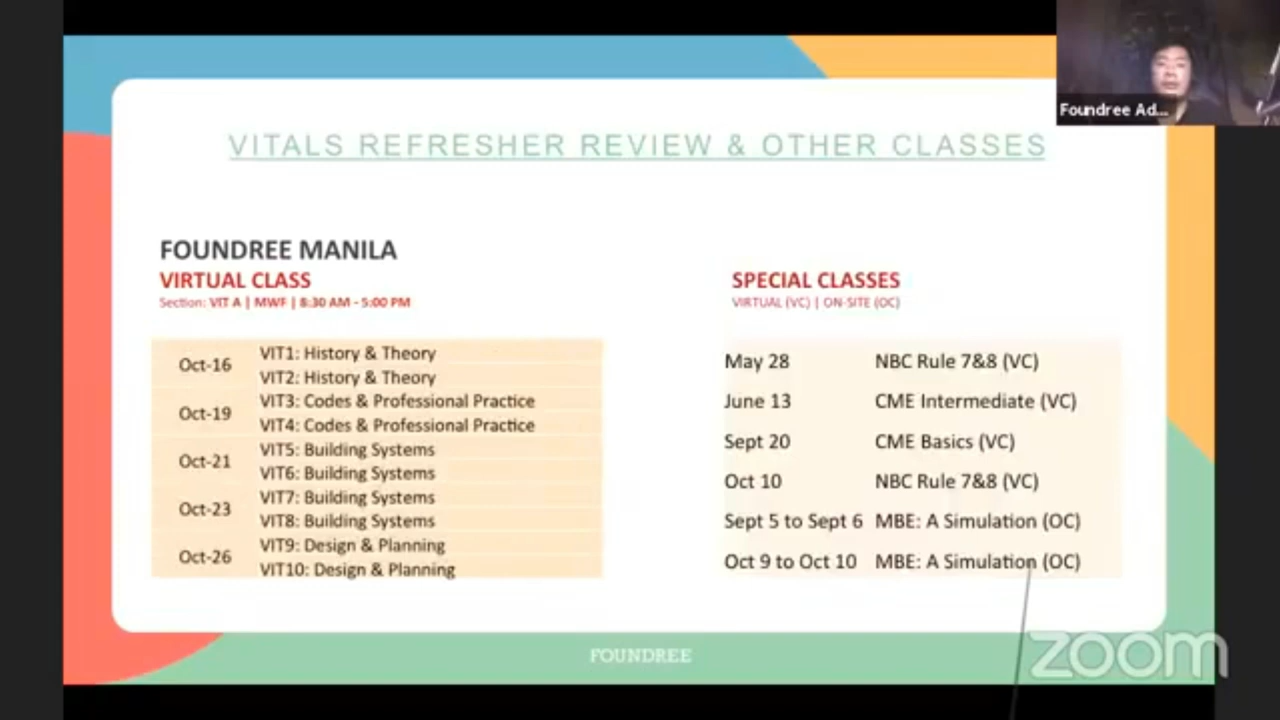 Foundree Ad...
VITALS REFRESHER REVIEW & OTHER CLASSES
FOUNDREE MANILA
VIRTUAL CLASS
Section: VIT A | MWF | 8:30 AM - 5:00 PM
Oct-16
VIT1: History & Theory
VIT2: History & Theory
Oct-19
VIT3: Codes & Professional Practice
VIT4: Codes & Professional Practice
Oct-21
VIT5: Building Systems
VIT6: Building Systems
Oct-23
VIT7: Building Systems
VIT8: Building Systems
Oct-26
VIT9: Design & Planning
VIT10: Design & Planning
SPECIAL CLASSES
VIRTUAL (VC) | ON-SITE (OC)
May 28 NBC Rule 7&8 (VC)
June 13 CME Intermediate (VC)
Sept 20 CME Basics (VC)
Oct 10 NBC Rule 7&8 (VC)
Sept 5 to Sept 6 MBE: A Simulation (OC)
Oct 9 to Oct 10 MBE: A Simulation (OC)
FOUNDREE
zoom